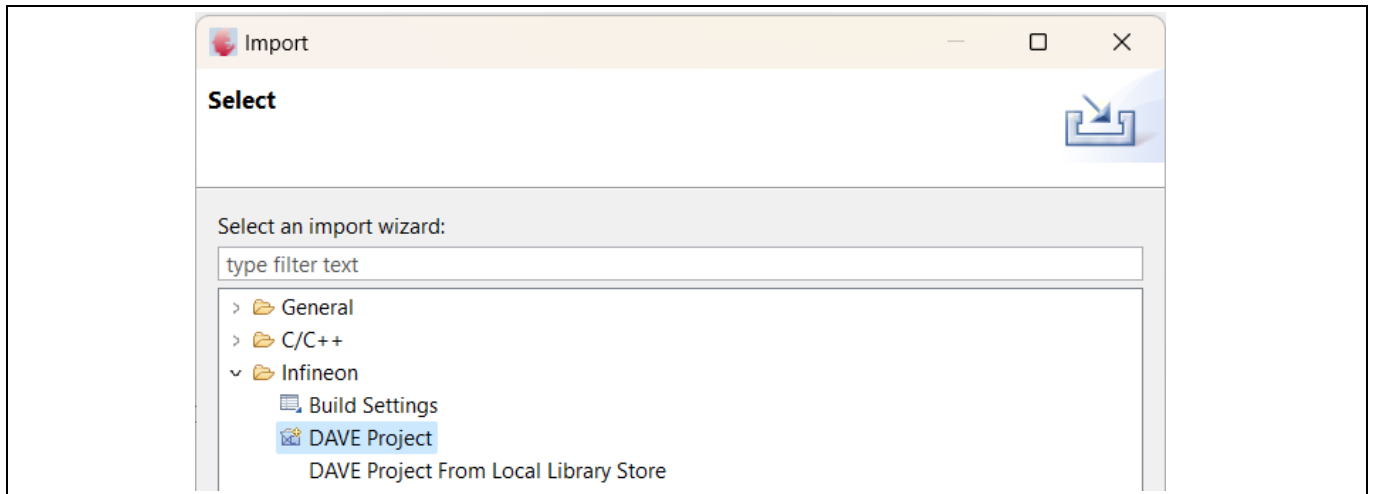 Import
Select
Select an import wizard:
type filter text
General
C/C++
Infineon
Build Settings
DAVE Project
DAVE Project From Local Library Store